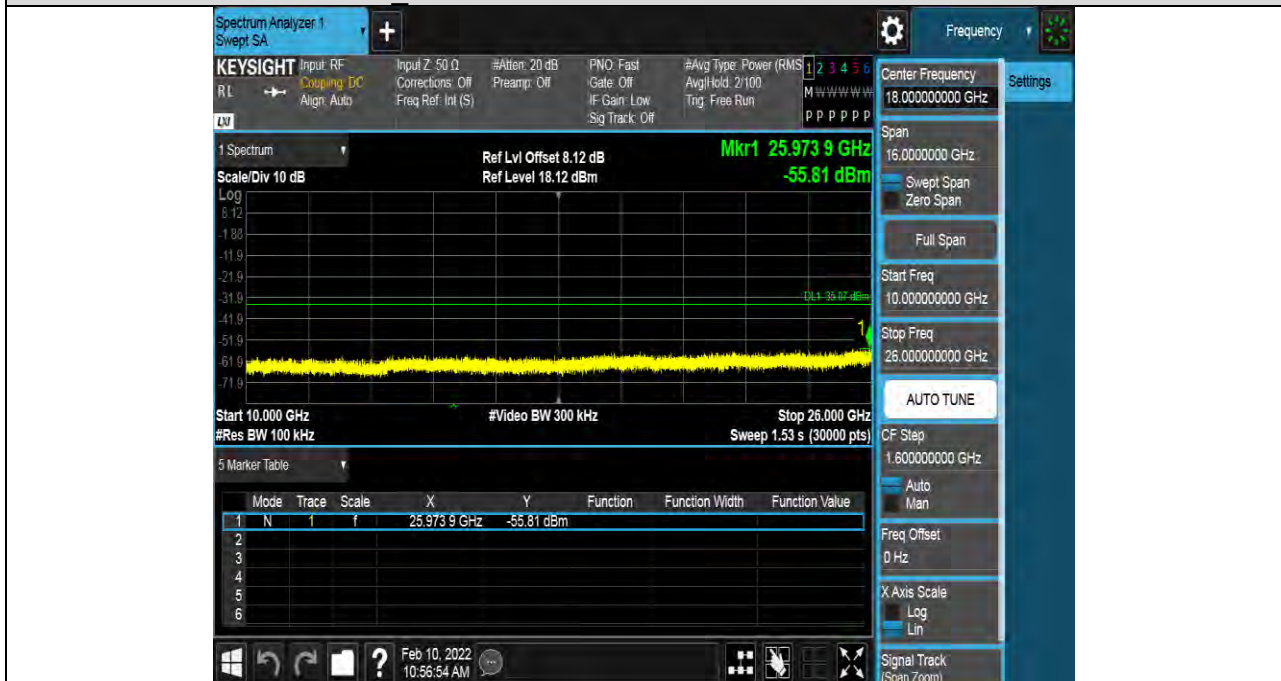 Spectrum Analyzer 1
Swept SA
+
Frequency
KEYSIGHT
RL
LXI
Input: RF
Coupling: DC
Align: Auto
Input Z: 50 Ω
Corrections: Off
Freq Ref: Int (S)
#Atten: 20 dB
Preamp: Off
PNO: Fast
Gate: Off
IF Gain: Low
Sig Track: Off
#Avg Type: Power (RMS
Avg|Hold: 2/100
Trig: Free Run
1 2 3 4 5 6
M W W W W W
P P P P P P
1 Spectrum
Scale/Div 10 dB
Ref Lvl Offset 8.12 dB
Ref Level 18.12 dBm
Mkr1 25.973 9 GHz
-55.81 dBm
Log
8.12
-1.88
-11.9
-21.9
-31.9
-41.9
-51.9
-61.9
-71.9
DL1 -35.07 dBm
1
Start 10.000 GHz
#Video BW 300 kHz
Stop 26.000 GHz
#Res BW 100 kHz
Sweep 1.53 s (30000 pts)
5 Marker Table
Mode Trace Scale X Y Function Function Width Function Value
1 N 1 f 25.973 9 GHz -55.81 dBm
2
3
4
5
6
?
Feb 10, 2022
10:56:54 AM
Center Frequency
18.000000000 GHz
Settings
Span
16.0000000 GHz
Swept Span
Zero Span
Full Span
Start Freq
10.000000000 GHz
Stop Freq
26.000000000 GHz
AUTO TUNE
CF Step
1.600000000 GHz
Auto
Man
Freq Offset
0 Hz
X Axis Scale
Log
Lin
Signal Track
(Span Zoom)